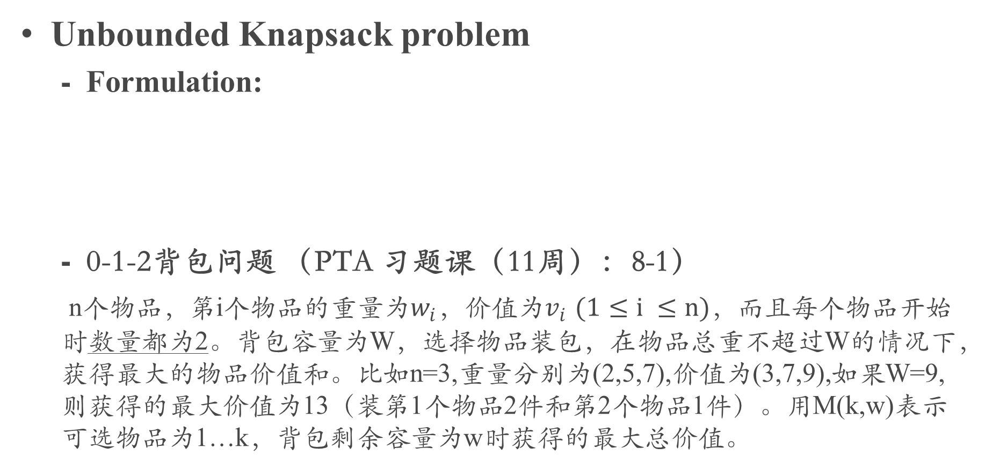 • Unbounded Knapsack problem
- Formulation:
- 0-1-2背包问题（PTA 习题课（11周）：8-1）
n个物品，第i个物品的重量为wᵢ，价值为vᵢ (1 ≤ i ≤ n)，而且每个物品开始
时数量都为2。背包容量为W，选择物品装包，在物品总重不超过W的情况下，
获得最大的物品价值和。比如n=3,重量分别为(2,5,7),价值为(3,7,9),如果W=9,
则获得的最大价值为13（装第1个物品2件和第2个物品1件）。用M(k,w)表示
可选物品为1…k，背包剩余容量为w时获得的最大总价值。